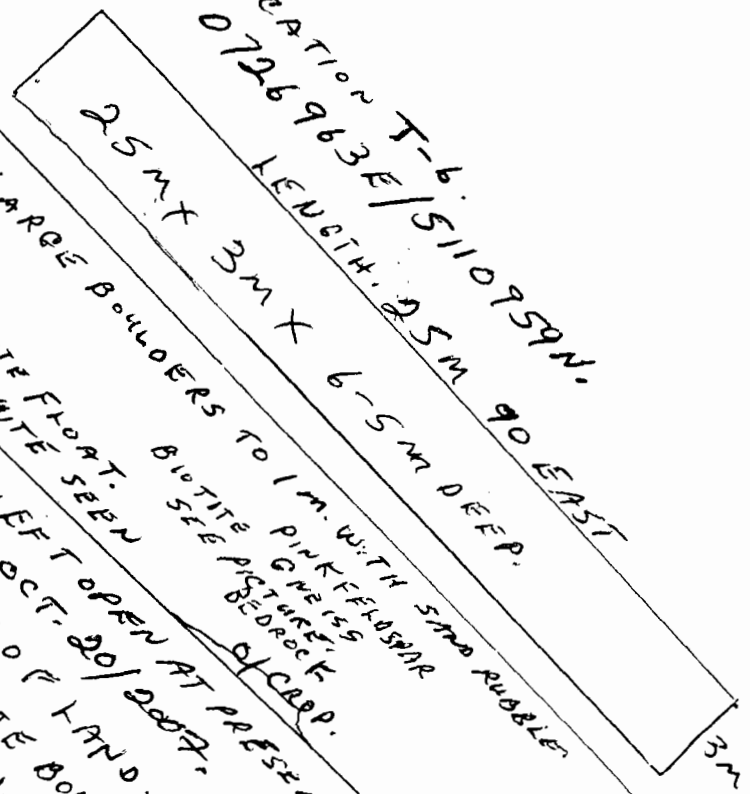 CATION T-6.
0726963E/5110959N.
LENGTH. 25M 90 EAST
25M X 3M X 6-5M DEEP.
3M
ARGE BOULDERS TO 1M. WITH SAND RUBBLE
BIOTITE PINK FELDSPAR
GNEISS
SEE PICTURE.
BEDROCK
O/CROP.
TE FLOAT.
ITE SEEN
EFT OPEN AT PRESE
OCT. 20/2007.
OF LAND.
TE BO